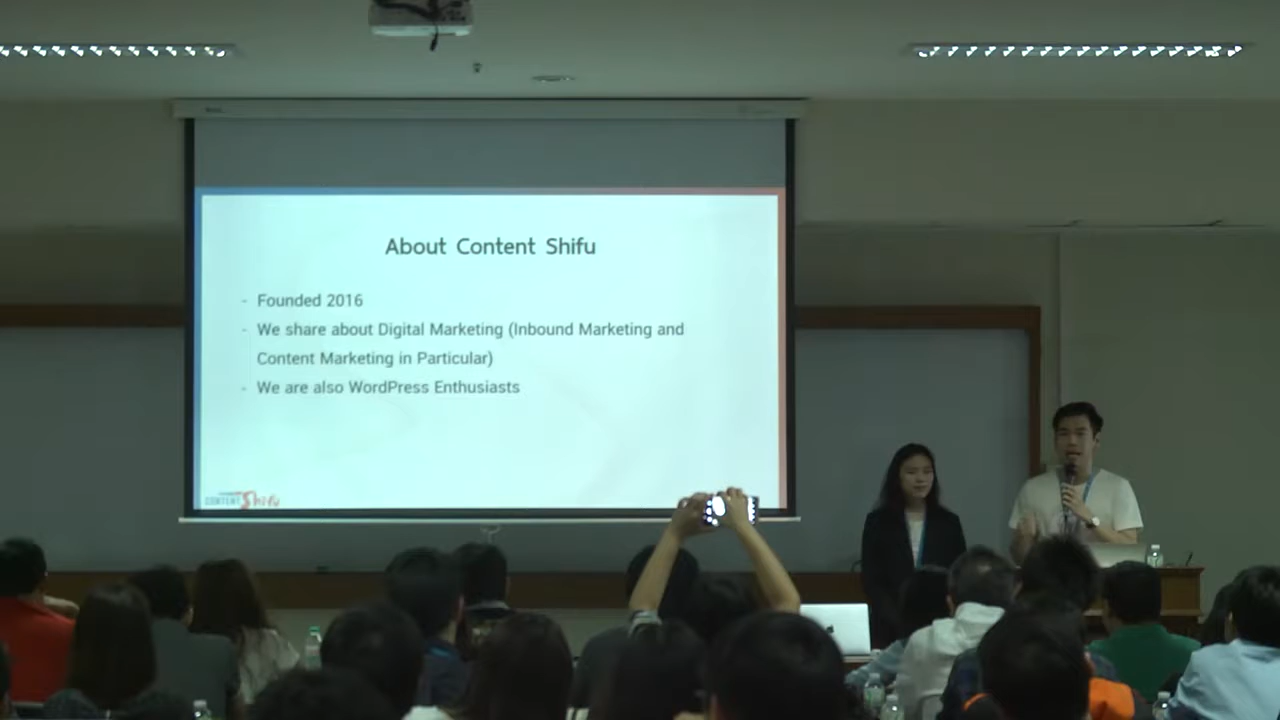 About Content Shifu
- Founded 2016
- We share about Digital Marketing (Inbound Marketing and
Content Marketing in Particular)
- We are also WordPress Enthusiasts
CONTENT Shifu